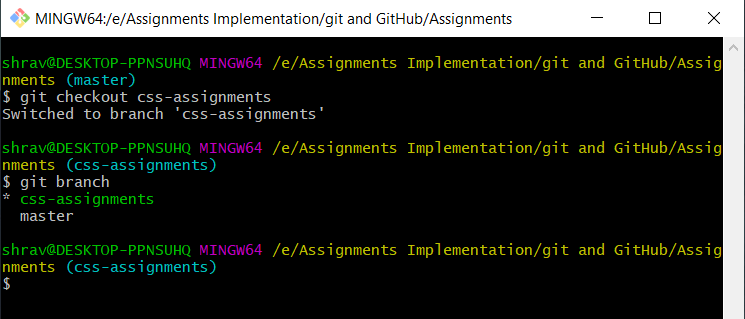 MINGW64:/e/Assignments Implementation/git and GitHub/Assignments
shrav@DESKTOP-PPNSUHQ MINGW64 /e/Assignments Implementation/git and GitHub/Assig
nments (master)
$ git checkout css-assignments
Switched to branch 'css-assignments'
shrav@DESKTOP-PPNSUHQ MINGW64 /e/Assignments Implementation/git and GitHub/Assig
nments (css-assignments)
$ git branch
* css-assignments
  master
shrav@DESKTOP-PPNSUHQ MINGW64 /e/Assignments Implementation/git and GitHub/Assig
nments (css-assignments)
$